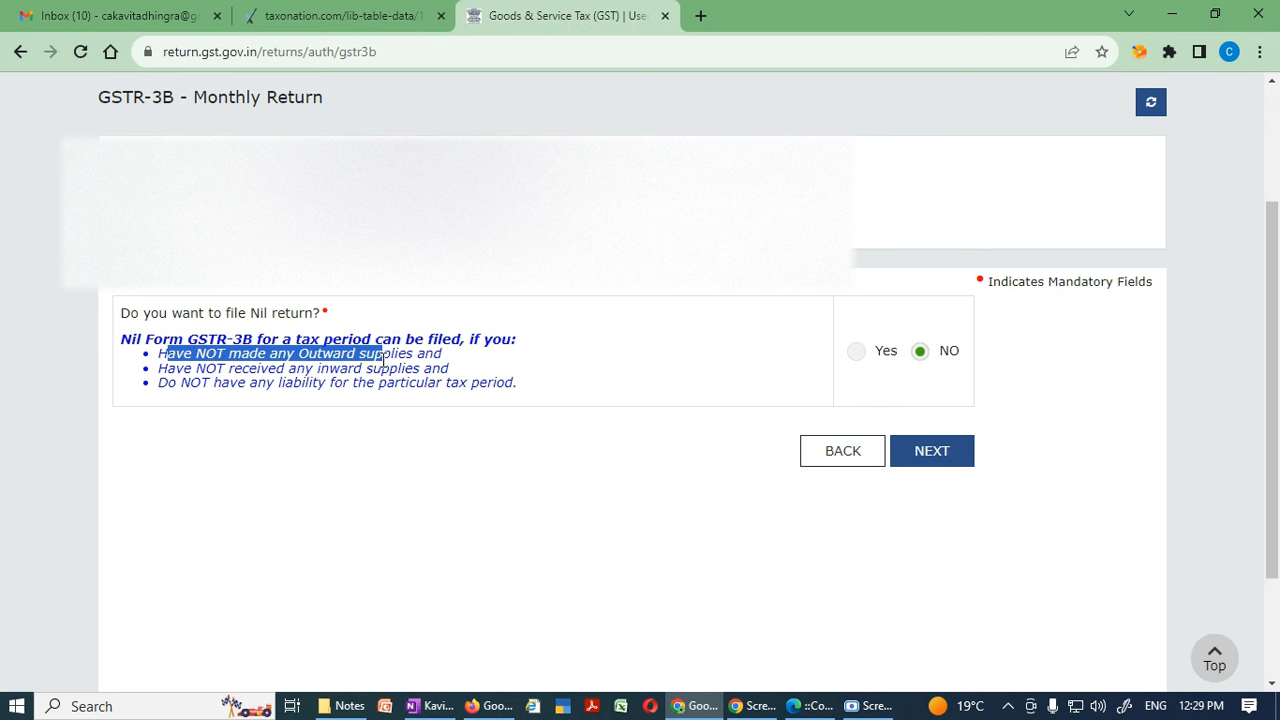 Inbox (10) - cakavitadhingra@g
taxonation.com/lib-table-data/1
Goods & Service Tax (GST) | Use
return.gst.gov.in/returns/auth/gstr3b
C
GSTR-3B - Monthly Return
• Indicates Mandatory Fields
Do you want to file Nil return?•
Nil Form GSTR-3B for a tax period can be filed, if you:
• Have NOT made any Outward supplies and
• Have NOT received any inward supplies and
• Do NOT have any liability for the particular tax period.
Yes NO
BACK NEXT
Top
Search Notes Kavi... Goo... Goo... Scre... ::Co... Scre... 19°C ENG 12:29 PM